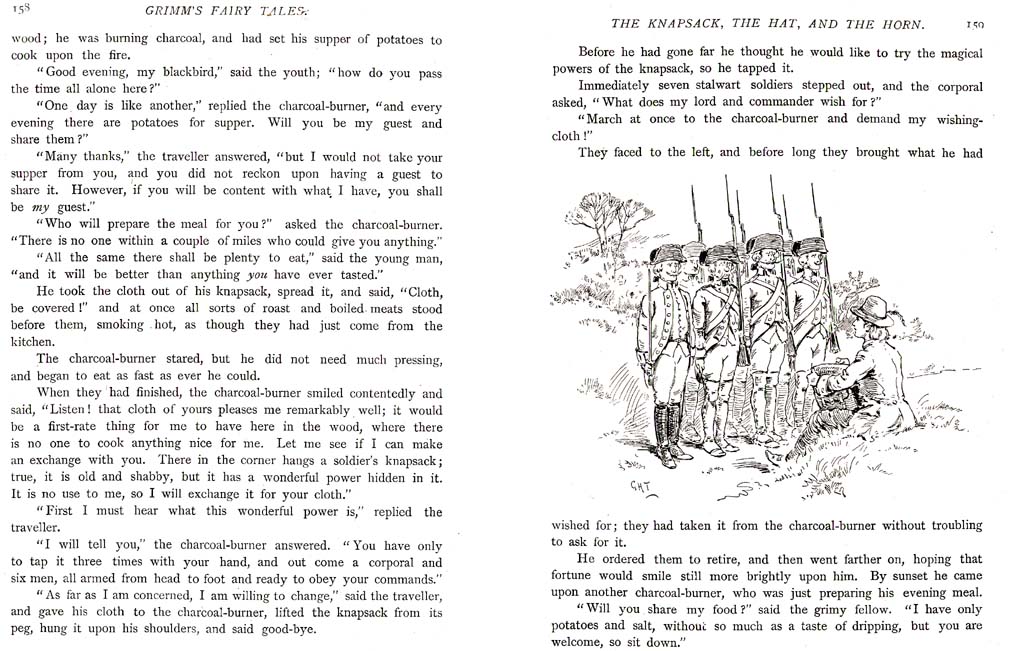 158
GRIMM'S FAIRY TALES.
wood; he was burning charcoal, and had set his supper of potatoes to
cook upon the fire.
"Good evening, my blackbird," said the youth; "how do you pass
the time all alone here?"
"One day is like another," replied the charcoal-burner, "and every
evening there are potatoes for supper. Will you be my guest and
share them?"
"Many thanks," the traveller answered, "but I would not take your
supper from you, and you did not reckon upon having a guest to
share it. However, if you will be content with what I have, you shall
be my guest."
"Who will prepare the meal for you?" asked the charcoal-burner.
"There is no one within a couple of miles who could give you anything."
"All the same there shall be plenty to eat," said the young man,
"and it will be better than anything you have ever tasted."
He took the cloth out of his knapsack, spread it, and said, "Cloth,
be covered!" and at once all sorts of roast and boiled meats stood
before them, smoking hot, as though they had just come from the
kitchen.
The charcoal-burner stared, but he did not need much pressing,
and began to eat as fast as ever he could.
When they had finished, the charcoal-burner smiled contentedly and
said, "Listen! that cloth of yours pleases me remarkably well; it would
be a first-rate thing for me to have here in the wood, where there
is no one to cook anything nice for me. Let me see if I can make
an exchange with you. There in the corner hangs a soldier's knapsack;
true, it is old and shabby, but it has a wonderful power hidden in it.
It is no use to me, so I will exchange it for your cloth."
"First I must hear what this wonderful power is," replied the
traveller.
"I will tell you," the charcoal-burner answered. "You have only
to tap it three times with your hand, and out come a corporal and
six men, all armed from head to foot and ready to obey your commands."
"As far as I am concerned, I am willing to change," said the traveller,
and gave his cloth to the charcoal-burner, lifted the knapsack from its
peg, hung it upon his shoulders, and said good-bye.
THE KNAPSACK, THE HAT, AND THE HORN.
159
Before he had gone far he thought he would like to try the magical
powers of the knapsack, so he tapped it.
Immediately seven stalwart soldiers stepped out, and the corporal
asked, "What does my lord and commander wish for?"
"March at once to the charcoal-burner and demand my wishing-
cloth!"
They faced to the left, and before long they brought what he had
GHT
wished for; they had taken it from the charcoal-burner without troubling
to ask for it.
He ordered them to retire, and then went farther on, hoping that
fortune would smile still more brightly upon him. By sunset he came
upon another charcoal-burner, who was just preparing his evening meal.
"Will you share my food?" said the grimy fellow. "I have only
potatoes and salt, without so much as a taste of dripping, but you are
welcome, so sit down."